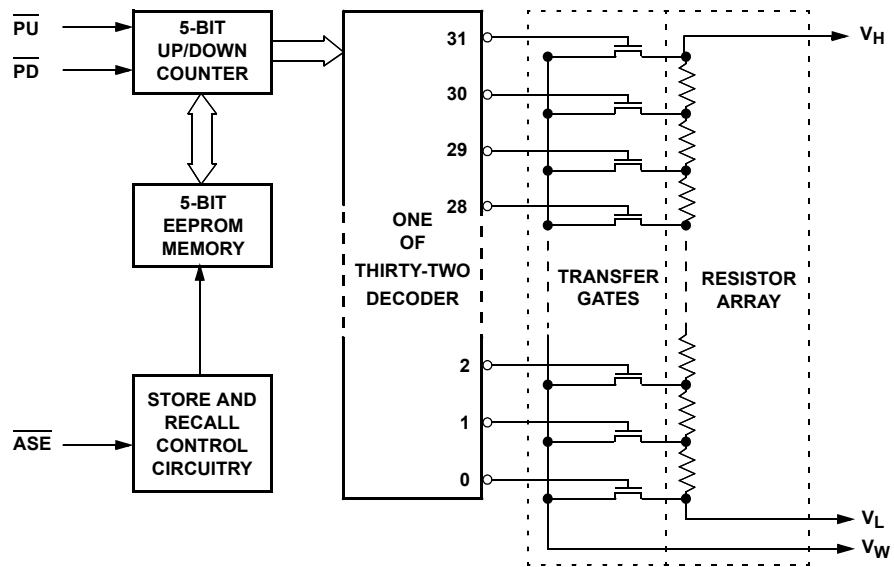 PU
PD
5-BIT
UP/DOWN
COUNTER
5-BIT
EEPROM
MEMORY
STORE AND
RECALL
CONTROL
CIRCUITRY
ASE
31
30
29
28
ONE
OF
THIRTY-TWO
DECODER
2
1
0
TRANSFER
GATES
RESISTOR
ARRAY
VH
VL
VW